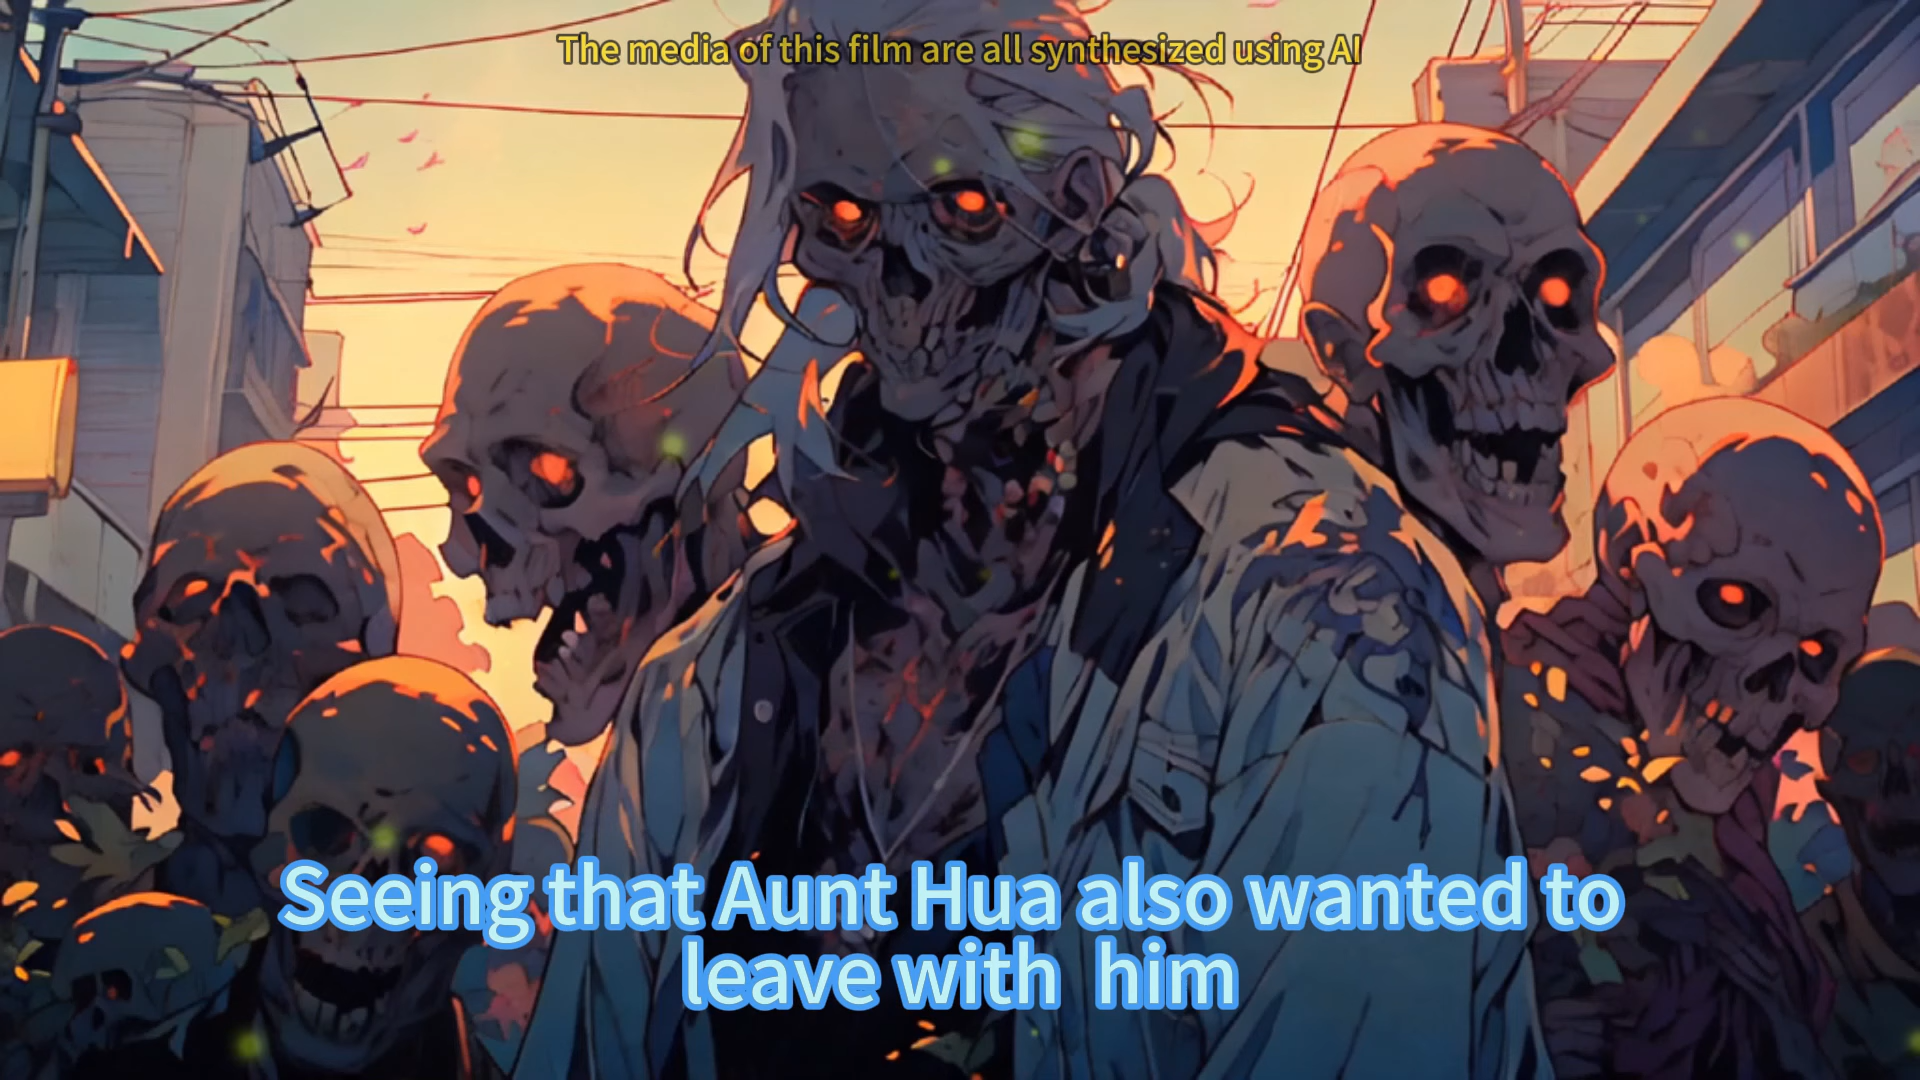 The media of this film are all synthesized using AI
Seeing that Aunt Hua also wanted to
leave with him